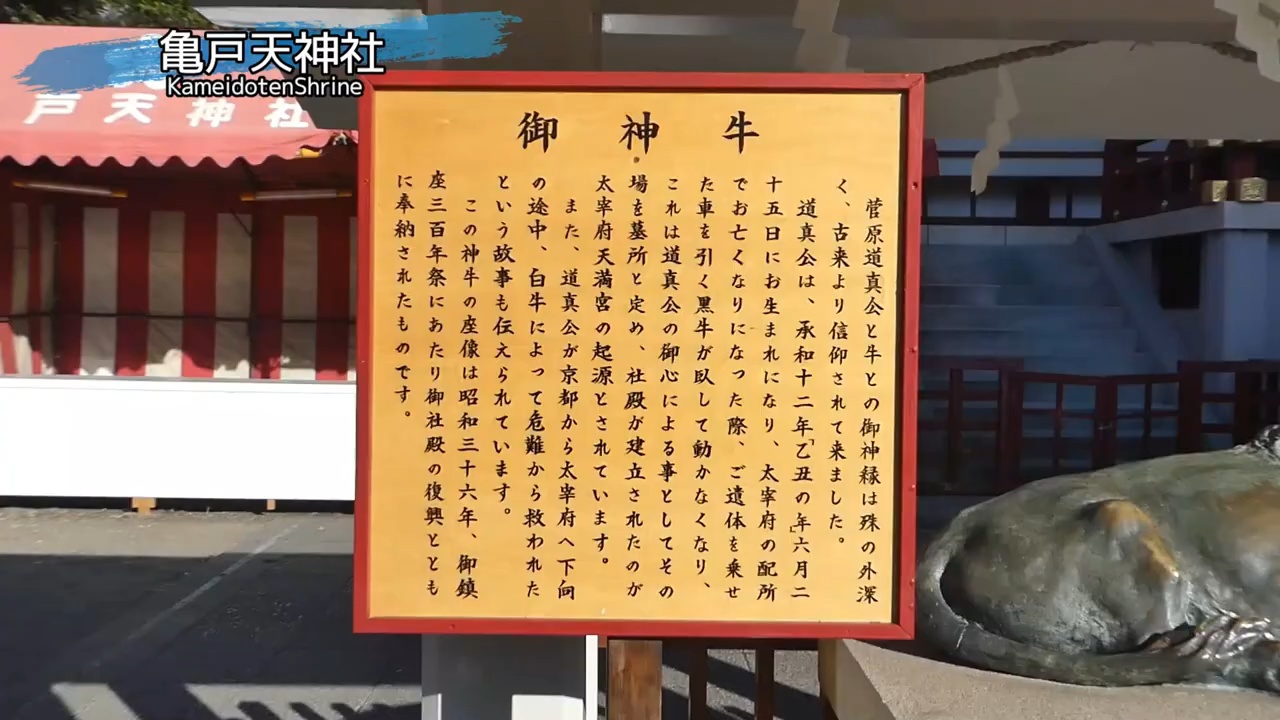 亀戸天神社
KameidotenShrine
戸天神社
御神牛
菅原道真公と牛との御神縁は殊の外深
く、古来より信仰されて来ました。
道真公は、承和十二年「乙丑の年」六月二
十五日にお生まれになり、太宰府の配所
でお亡くなりになった際、ご遺体を乗せ
た車を引く黒牛が臥して動かなくなり、
これは道真公の御心による事としてその
場を墓所と定め、社殿が建立されたのが
太宰府天満宮の起源とされています。
また、道真公が京都から太宰府へ下向
の途中、白牛によって危難から救われた
という故事も伝えられています。
この神牛の座像は昭和三十六年、御鎮
座三百年祭にあたり御社殿の復興ととも
に奉納されたものです。